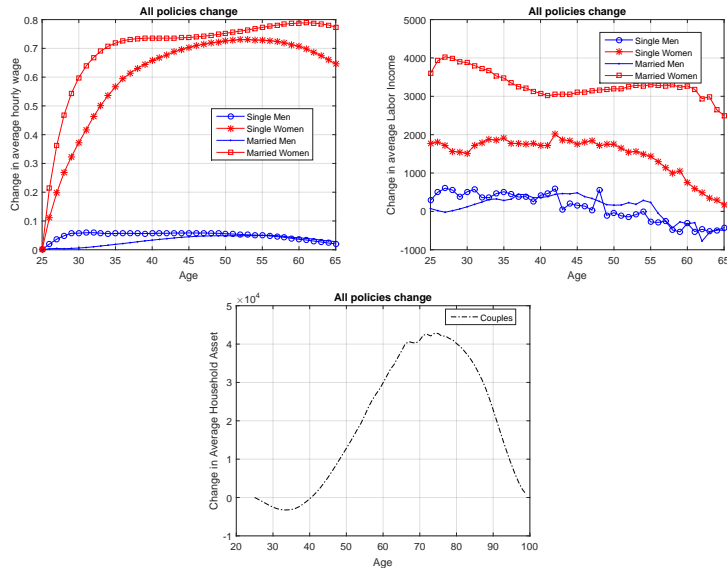 All policies change
Change in average hourly wage
0.8
0.7
0.6
0.5
0.4
0.3
0.2
0.1
0
25 30 35 40 45 50 55 60 65
Age
Single Men
Single Women
Married Men
Married Women
All policies change
Change in average Labor Income
5000
4000
3000
2000
1000
0
-1000
25 30 35 40 45 50 55 60 65
Age
Single Men
Single Women
Married Men
Married Women
All policies change
×10⁴
Change in Average Household Asset
5
4
3
2
1
0
-1
20 30 40 50 60 70 80 90 100
Age
Couples